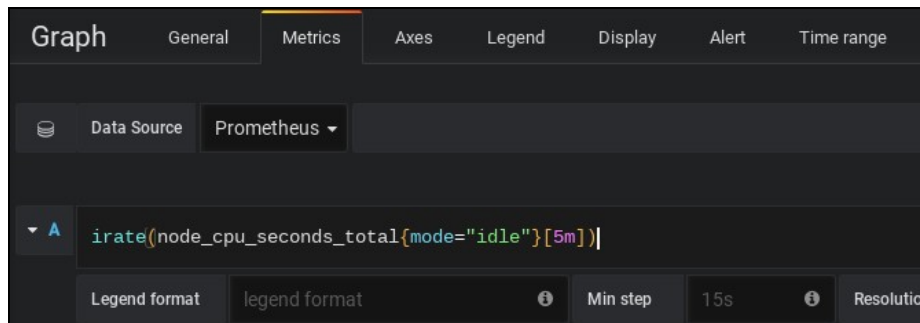 Graph General Metrics Axes Legend Display Alert Time range
Data Source Prometheus
A irate(node_cpu_seconds_total{mode="idle"}[5m])
Legend format legend format Min step 15s Resolutio